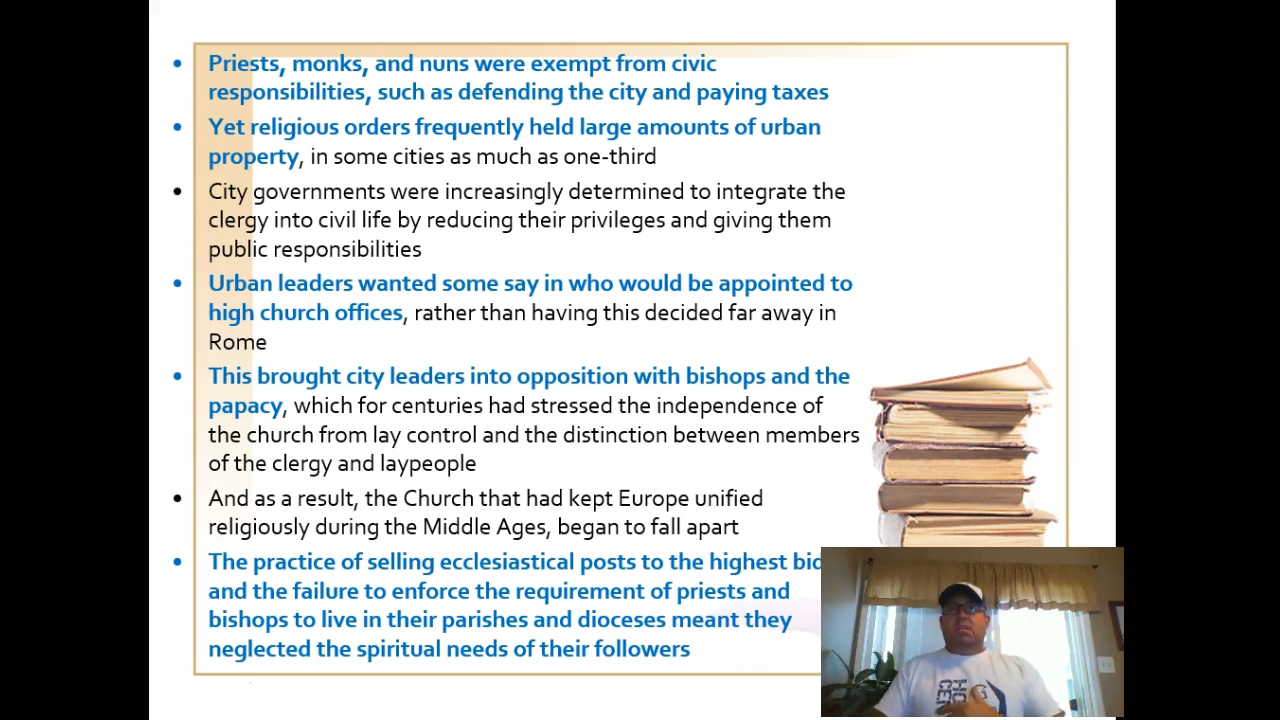 • Priests, monks, and nuns were exempt from civic
responsibilities, such as defending the city and paying taxes
• Yet religious orders frequently held large amounts of urban
property, in some cities as much as one-third
• City governments were increasingly determined to integrate the
clergy into civil life by reducing their privileges and giving them
public responsibilities
• Urban leaders wanted some say in who would be appointed to
high church offices, rather than having this decided far away in
Rome
• This brought city leaders into opposition with bishops and the
papacy, which for centuries had stressed the independence of
the church from lay control and the distinction between members
of the clergy and laypeople
• And as a result, the Church that had kept Europe unified
religiously during the Middle Ages, began to fall apart
• The practice of selling ecclesiastical posts to the highest
and the failure to enforce the requirement of priests and
bishops to live in their parishes and dioceses meant they
neglected the spiritual needs of their followers